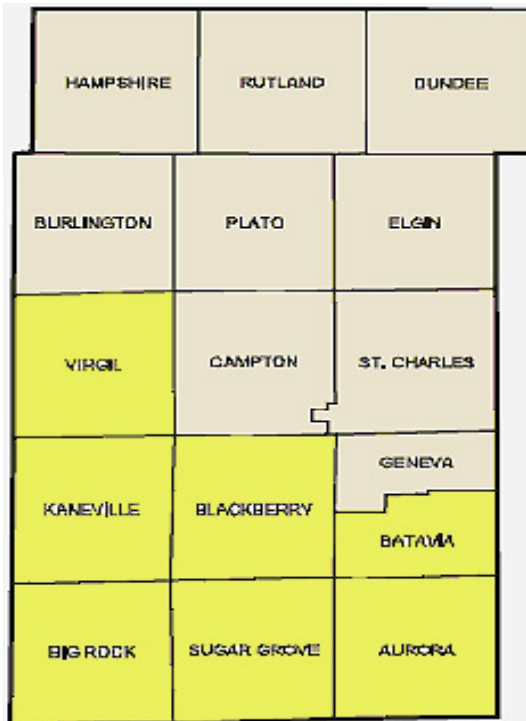 HAMPSHIRE
RUTLAND
DUNDEE
BURLINGTON
PLATO
ELGIN
VIRGIL
CAMPTON
ST. CHARLES
GENEVA
KANEVILLE
BLACKBERRY
BATAVIA
BIG ROCK
SUGAR GROVE
AURORA